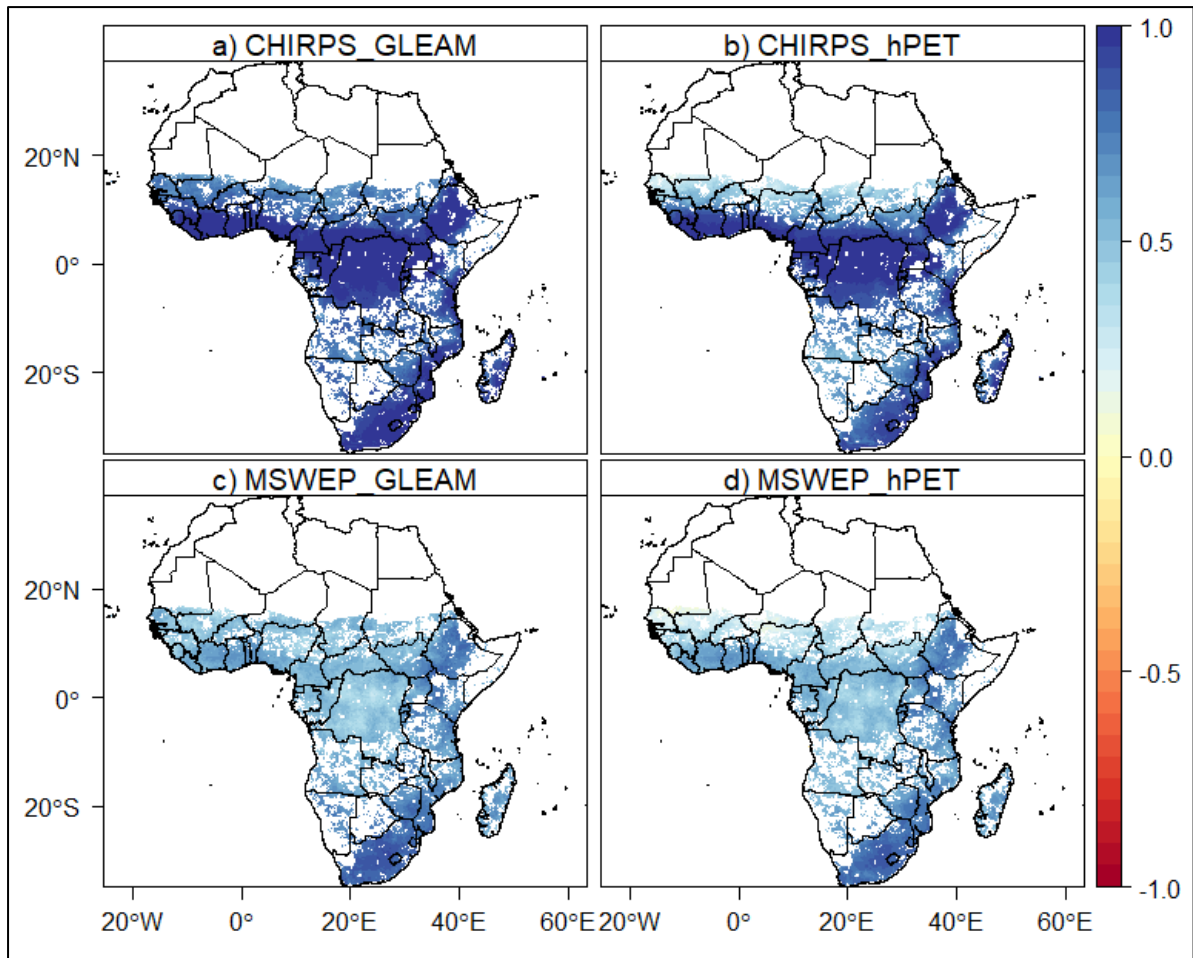 a) CHIRPS_GLEAM
b) CHIRPS_hPET
1.0
20°N
0.5
0°
20°S
0.0
c) MSWEP_GLEAM
d) MSWEP_hPET
20°N
-0.5
0°
20°S
-1.0
20°W 0° 20°E 40°E 60°E 20°W 0° 20°E 40°E 60°E